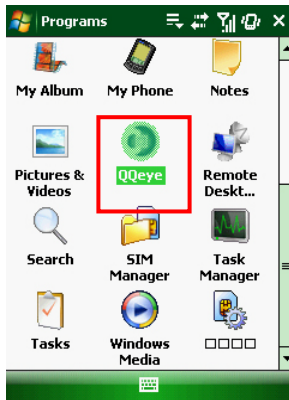 Programs
My Album My Phone Notes
Pictures & QQeye Remote
Videos Deskt...
Search SIM Task
Manager Manager
Tasks Windows
Media